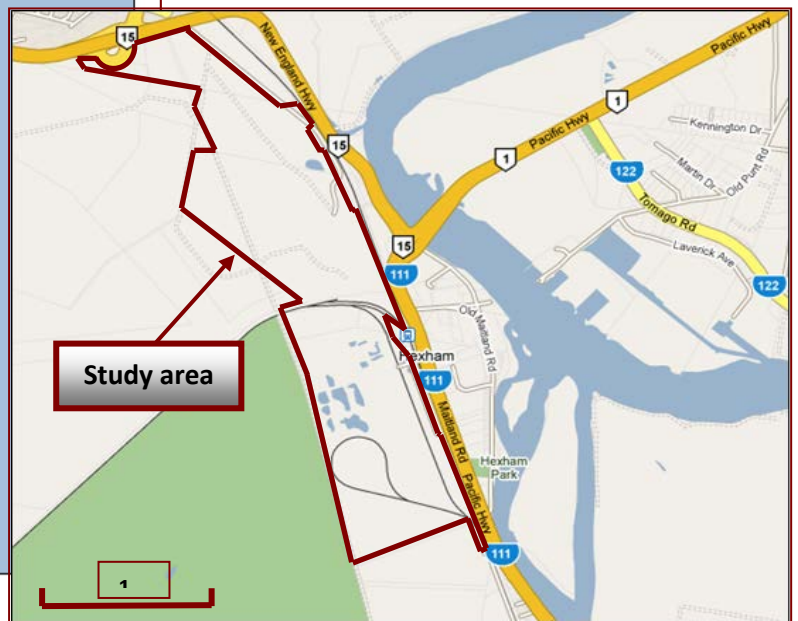 15
New England Hwy
Pacific Hwy
1
Kennington Dr
Pacific Hwy
15
1
122
Martin Dr
Old Punt Rd
Tomago Rd
Laverick Ave
15
111
122
Old Maitland Rd
Study area
Hexham
111
Maitland Rd
Hexham
Park
Pacific Hwy
111